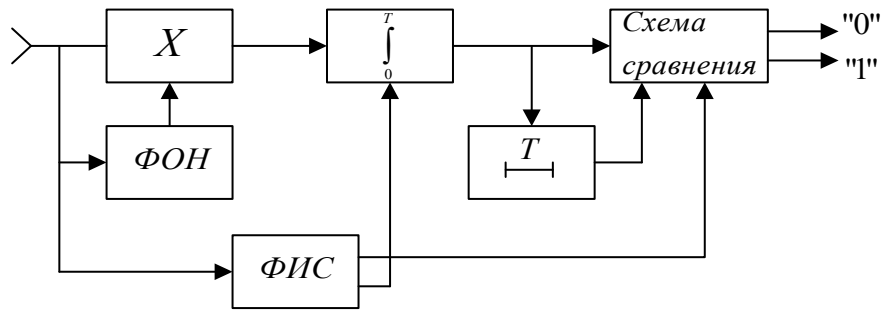 X
T
∫
0
Схема
сравнения
"0"
"1"
ФОН
T
ФИС